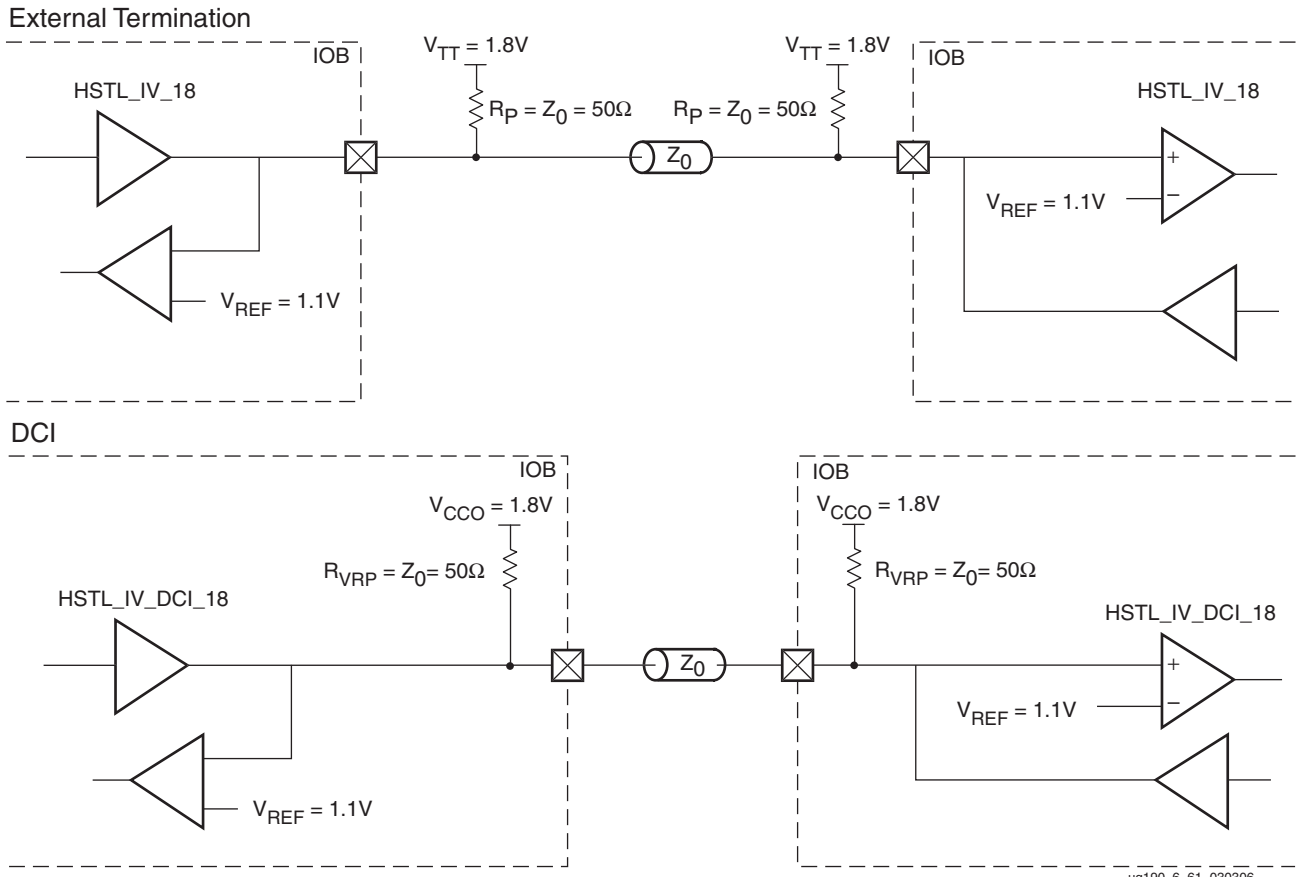 External Termination
IOB
V_TT = 1.8V
V_TT = 1.8V
IOB
HSTL_IV_18
HSTL_IV_18
R_P = Z_0 = 50Ω
R_P = Z_0 = 50Ω
Z_0
+
−
V_REF = 1.1V
V_REF = 1.1V
DCI
IOB
IOB
V_CCO = 1.8V
V_CCO = 1.8V
R_VRP = Z_0= 50Ω
R_VRP = Z_0= 50Ω
HSTL_IV_DCI_18
HSTL_IV_DCI_18
Z_0
+
−
V_REF = 1.1V
V_REF = 1.1V
ug190_6_61_030306